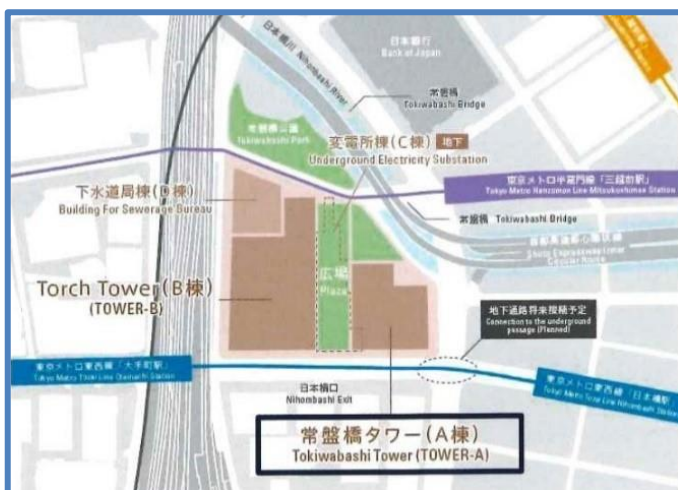 日本橋川 Nihombashi River
日本銀行
Bank of Japan
常盤橋
Tokiwabashi Bridge
常盤橋公園
Tokiwabashi Park
変電所棟(C棟) 地下
Underground Electricity Substation
東京メトロ半蔵門線「三越前駅」
Tokyo Metro Hanzomon Line Mitsukoshimae Station
下水道局棟(D棟)
Building For Sewerage Bureau
常盤橋 Tokiwabashi Bridge
首都高速都心環状線
Shuto Expressway Inner
Circular Route
広場
Plaza
Torch Tower(B棟)
(TOWER-B)
地下通路将来接続予定
Connection to the underground
passage (Planned)
東京メトロ東西線「大手町駅」
Tokyo Metro Tozai Line Otemachi Station
日本橋口
Nihombashi Exit
東京メトロ東西線「日本橋駅
Tokyo Metro Tozai Line Nihombashi Station
常盤橋タワー(A棟)
Tokiwabashi Tower (TOWER-A)